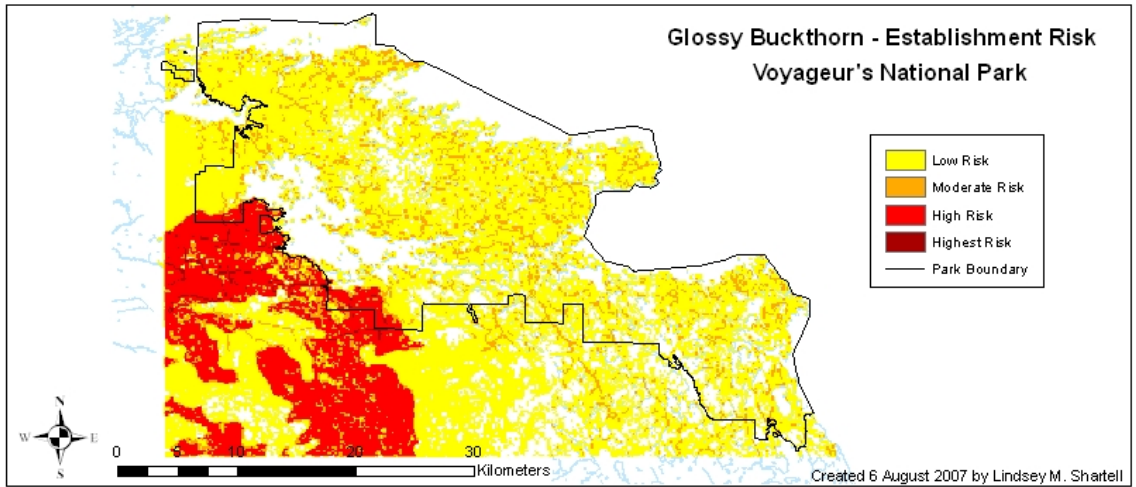 Glossy Buckthorn - Establishment Risk
Voyageur's National Park
Low Risk
Moderate Risk
High Risk
Highest Risk
Park Boundary
N
W E
S
0 5 10 20 30
Kilometers
Created 6 August 2007 by Lindsey M. Shartell